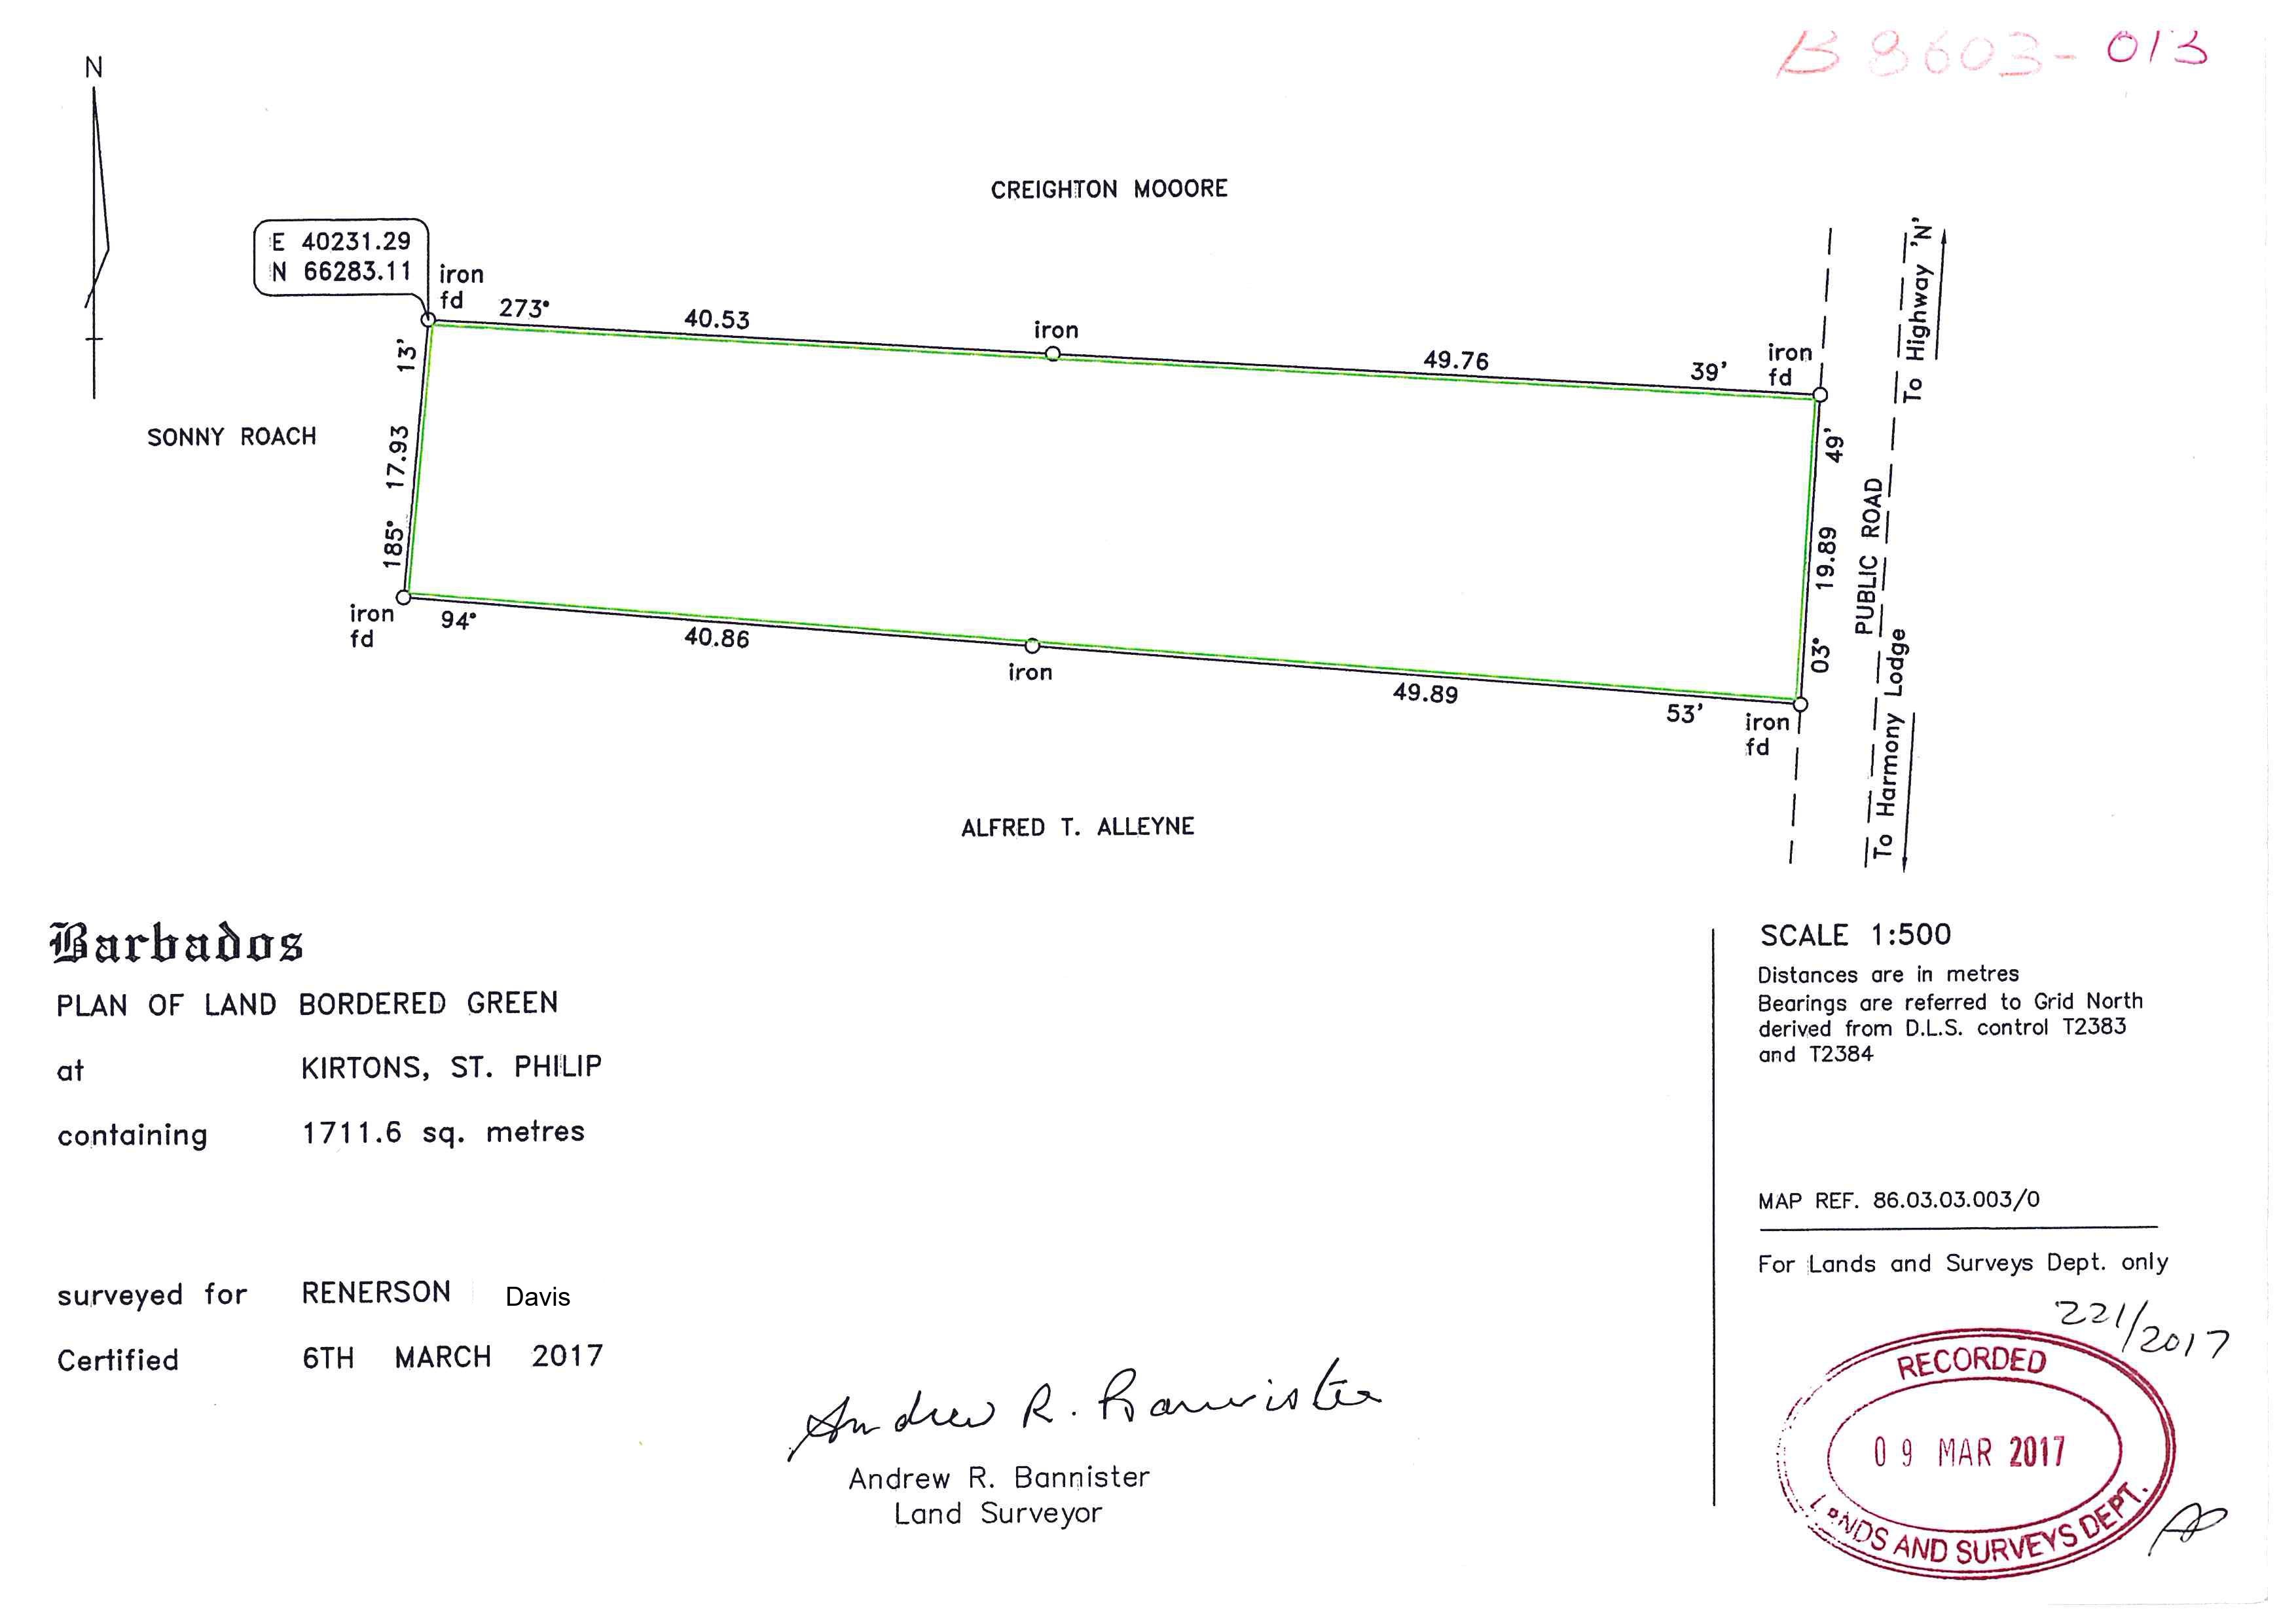 B 8603-013
N
CREIGHTON MOOORE
E 40231.29
N 66283.11
iron
fd
273°
40.53
iron
49.76
39'
iron
fd
To Highway 'N'
13'
17.93
185°
SONNY ROACH
49'
19.89
03°
PUBLIC ROAD
To Harmony Lodge
iron
fd
94°
40.86
iron
49.89
53'
iron
fd
ALFRED T. ALLEYNE
Barbados
PLAN OF LAND BORDERED GREEN
at KIRTONS, ST. PHILIP
containing 1711.6 sq. metres
surveyed for RENERSON Davis
Certified 6TH MARCH 2017
Andrew R. Bannister
Andrew R. Bannister
Land Surveyor
SCALE 1:500
Distances are in metres
Bearings are referred to Grid North
derived from D.L.S. control T2383
and T2384
MAP REF. 86.03.03.003/0
For Lands and Surveys Dept. only
221/2017
RECORDED
09 MAR 2017
LANDS AND SURVEYS DEPT.